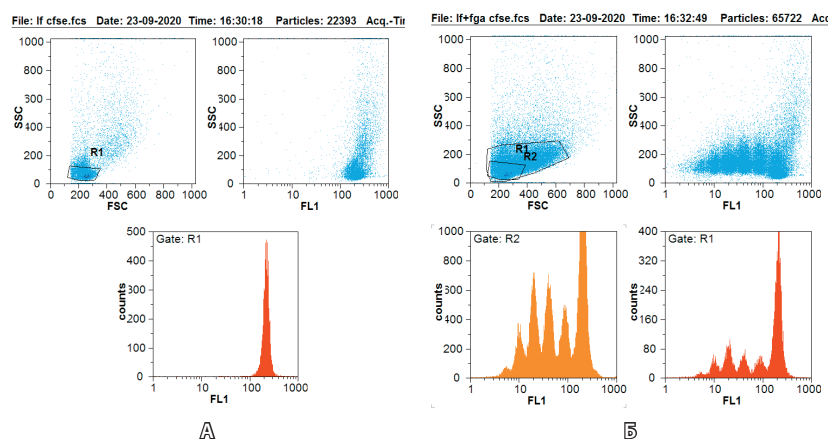 File: lf cfse.fcs Date: 23-09-2020 Time: 16:30:18 Particles: 22393 Acq.-Tir
1000
800
600
400
200
0
SSC
R1
0 200 400 600 800 1000
FSC
1000
800
600
400
200
0
SSC
1 10 100 1000
FL1
500
400
300
200
100
0
counts
Gate: R1
1 10 100 1000
FL1
А
File: lf+fga cfse.fcs Date: 23-09-2020 Time: 16:32:49 Particles: 65722 Acq
1000
800
600
400
200
0
SSC
R1
R2
0 200 400 600 800 1000
FSC
1000
800
600
400
200
0
SSC
1 10 100 1000
FL1
1000
800
600
400
200
0
counts
Gate: R2
1 10 100 1000
FL1
400
320
240
160
80
0
counts
Gate: R1
1 10 100 1000
FL1
Б